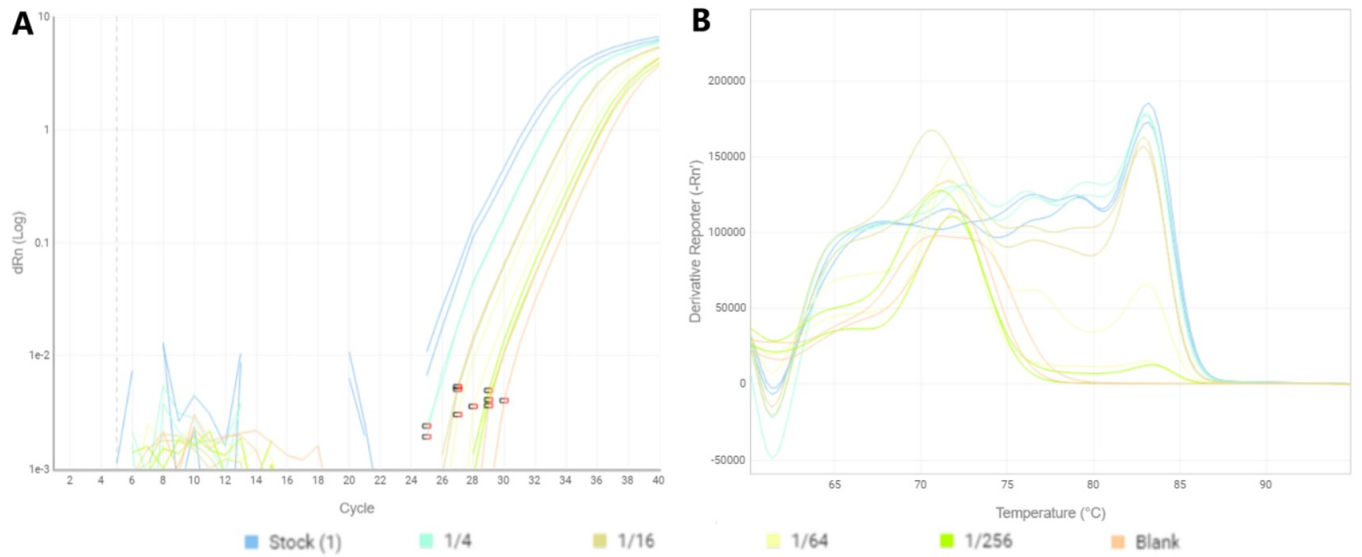 A
10
1
0.1
1e-2
1e-3
dRn (Log)
2 4 6 8 10 12 14 16 18 20 22 24 26 28 30 32 34 36 38 40
Cycle
B
200000
150000
100000
50000
0
-50000
Derivative Reporter (-Rn')
65 70 75 80 85 90
Temperature (°C)
Stock (1) 1/4 1/16 1/64 1/256 Blank